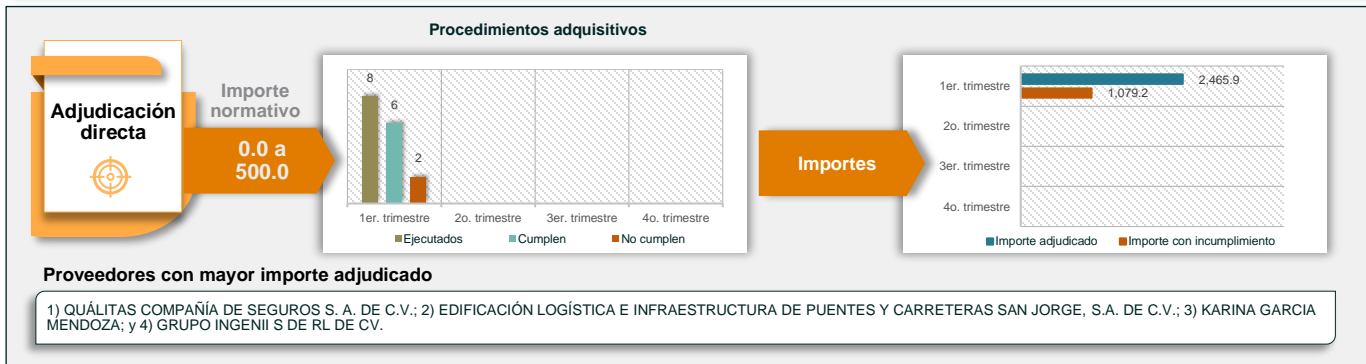 Procedimientos adquisitivos
Adjudicación
directa
Importe
normativo
0.0 a
500.0
8
6
2
1er. trimestre
2o. trimestre
3er. trimestre
4o. trimestre
Ejecutados
Cumplen
No cumplen
Importes
1er. trimestre
2o. trimestre
3er. trimestre
4o. trimestre
2,465.9
1,079.2
Importe adjudicado
Importe con incumplimiento
Proveedores con mayor importe adjudicado
1) QUÁLITAS COMPAÑÍA DE SEGUROS S. A. DE C.V.; 2) EDIFICACIÓN LOGÍSTICA E INFRAESTRUCTURA DE PUENTES Y CARRETERAS SAN JORGE, S.A. DE C.V.; 3) KARINA GARCIA
MENDOZA; y 4) GRUPO INGENII S DE RL DE CV.